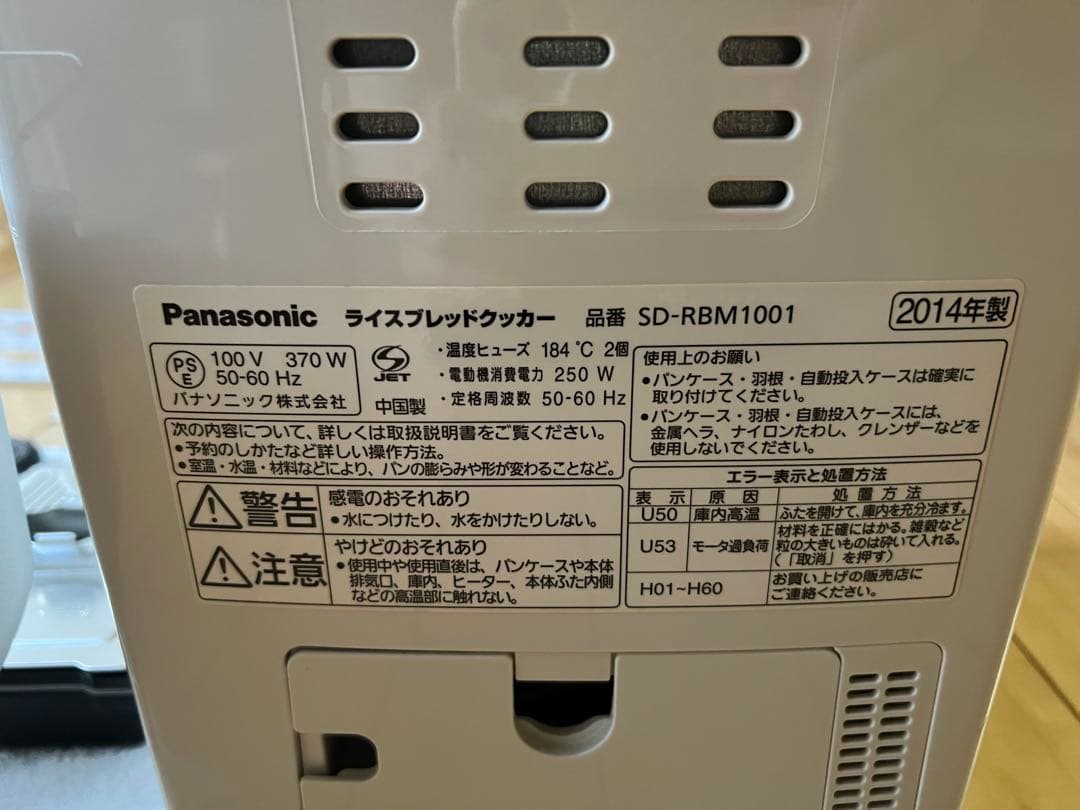 Panasonic ライスブレッドクッカー 品番 SD-RBM1001 2014年製
PS E
100 V 370 W
50-60 Hz
パナソニック株式会社
S JET
中国製
・温度ヒューズ 184℃ 2個
・電動機消費電力 250 W
・定格周波数 50-60 Hz
次の内容について、詳しくは取扱説明書をご覧ください。
●予約のしかたなど詳しい操作方法。
●室温・水温・材料などにより、パンの膨らみや形が変わることなど。
警告 感電のおそれあり
●水につけたり、水をかけたりしない。
注意 やけどのおそれあり
●使用中や使用直後は、パンケースや本体
排気口、庫内、ヒーター、本体ふた内側
などの高温部に触れない。
使用上のお願い
●パンケース・羽根・自動投入ケースは確実に
取り付けてください。
●パンケース・羽根・自動投入ケースには、
金属ヘラ、ナイロンたわし、クレンザーなどを
使用しないでください。
エラー表示と処置方法
表示 原因 処置方法
U50 庫内高温 ふたを開けて、庫内を充分冷ます。
U53 モータ過負荷 材料を正確にはかる。雑穀など
粒の大きいものは砕いて入れる。
(「取消」を押す)
H01~H60 お買い上げの販売店に
ご連絡ください。